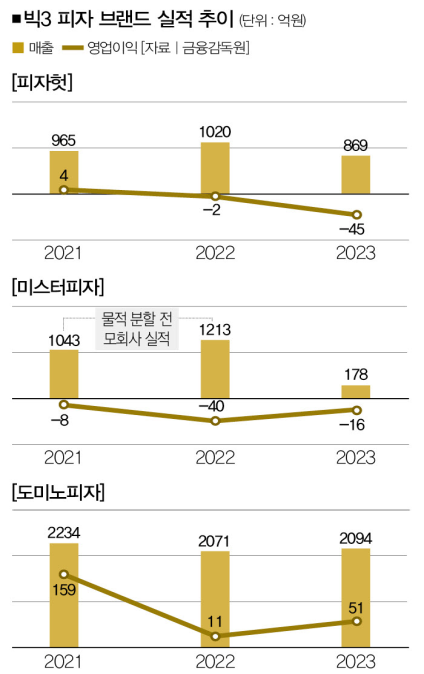 ■빅3 피자 브랜드 실적 추이 (단위 : 억원)
매출 영업이익 [자료ㅣ금융감독원]
[피자헛]
965 1020 869
4 −2 −45
2021 2022 2023
[미스터피자]
물적 분할 전
모회사 실적
1043 1213 178
−8 −40 −16
2021 2022 2023
[도미노피자]
2234 2071 2094
159 11 51
2021 2022 2023